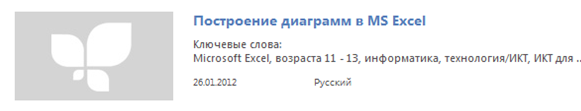 Построение диаграмм в MS Excel
Ключевые слова:
Microsoft Excel, возраста 11 - 13, информатика, технология/ИКТ, ИКТ для ..
26.01.2012 Русский